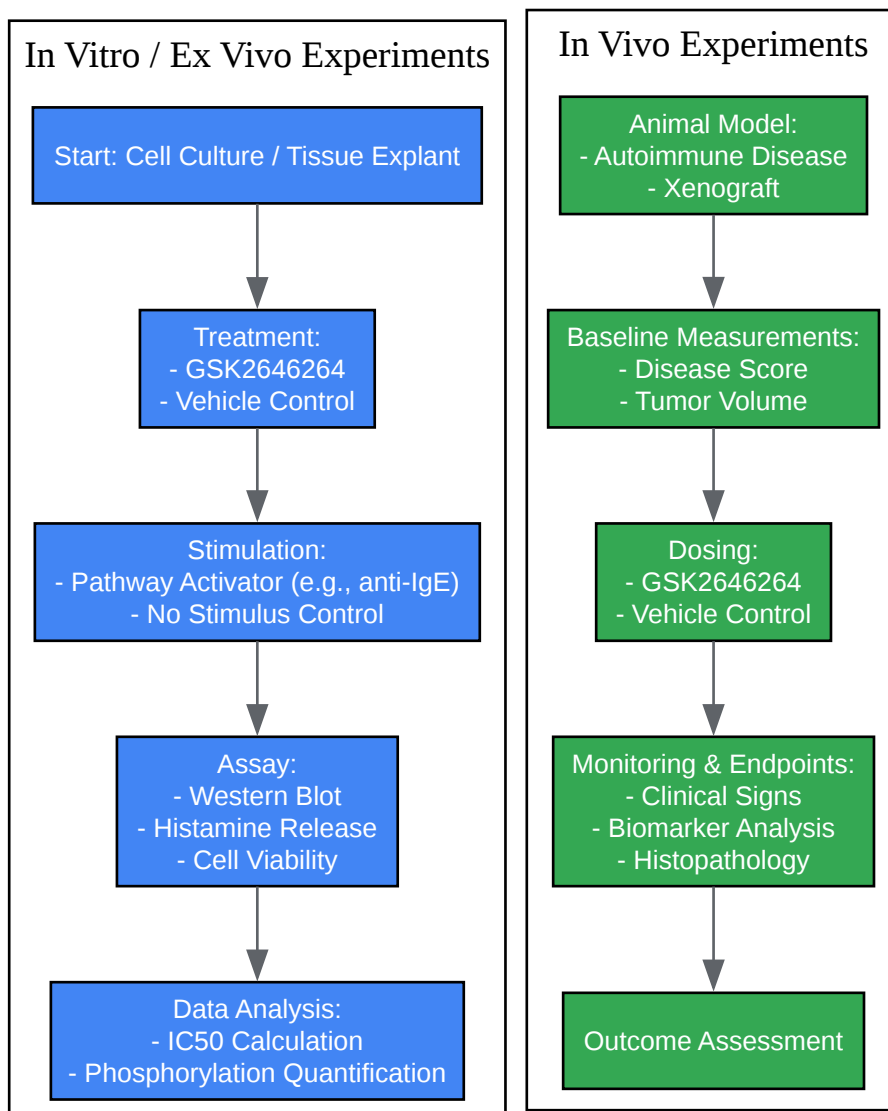 In Vitro / Ex Vivo Experiments
Start: Cell Culture / Tissue Explant
Treatment:
- GSK2646264
- Vehicle Control
Stimulation:
- Pathway Activator (e.g., anti-IgE)
- No Stimulus Control
Assay:
- Western Blot
- Histamine Release
- Cell Viability
Data Analysis:
- IC50 Calculation
- Phosphorylation Quantification
In Vivo Experiments
Animal Model:
- Autoimmune Disease
- Xenograft
Baseline Measurements:
- Disease Score
- Tumor Volume
Dosing:
- GSK2646264
- Vehicle Control
Monitoring & Endpoints:
- Clinical Signs
- Biomarker Analysis
- Histopathology
Outcome Assessment